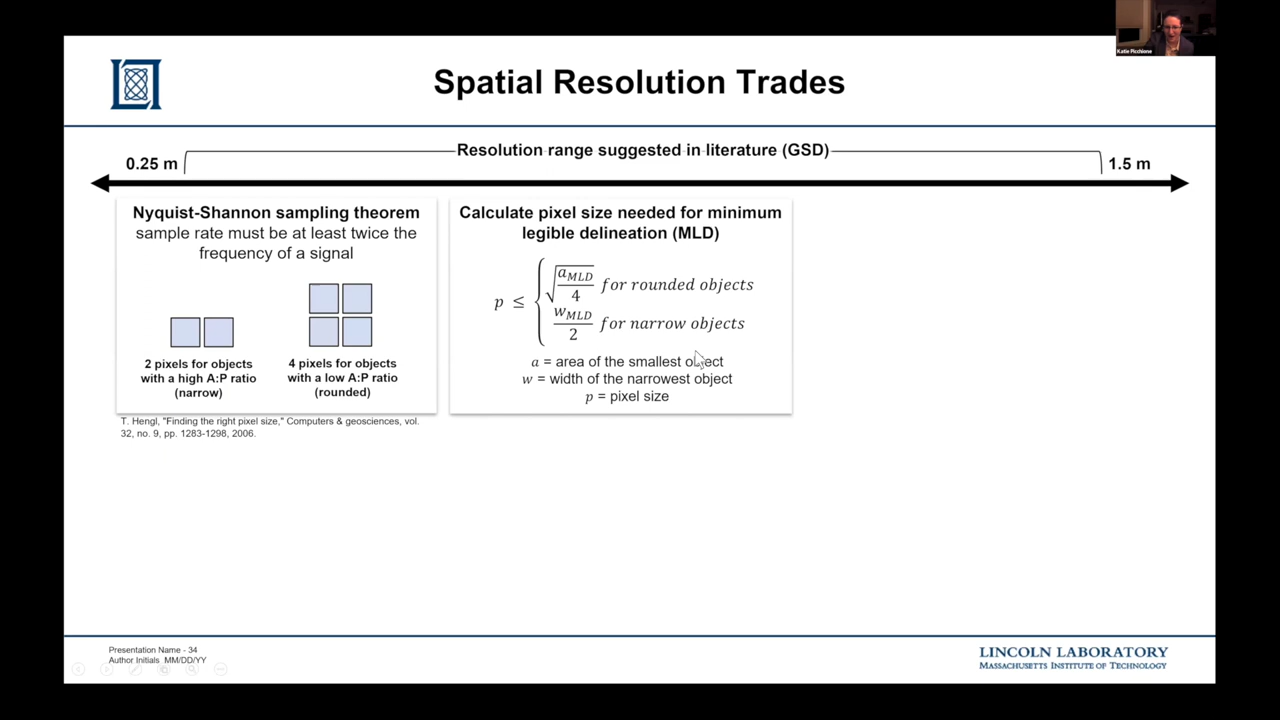 Katie Picchione
Spatial Resolution Trades
Resolution range suggested in literature (GSD)
0.25 m
1.5 m
Nyquist-Shannon sampling theorem
sample rate must be at least twice the
frequency of a signal
2 pixels for objects
with a high A:P ratio
(narrow)
4 pixels for objects
with a low A:P ratio
(rounded)
T. Hengl, "Finding the right pixel size," Computers & geosciences, vol.
32, no. 9, pp. 1283-1298, 2006.
Calculate pixel size needed for minimum
legible delineation (MLD)
p ≤ { √(a_MLD/4) for rounded objects
w_MLD/2 for narrow objects
a = area of the smallest object
w = width of the narrowest object
p = pixel size
Presentation Name - 34
Author Initials MM/DD/YY
LINCOLN LABORATORY
MASSACHUSETTS INSTITUTE OF TECHNOLOGY